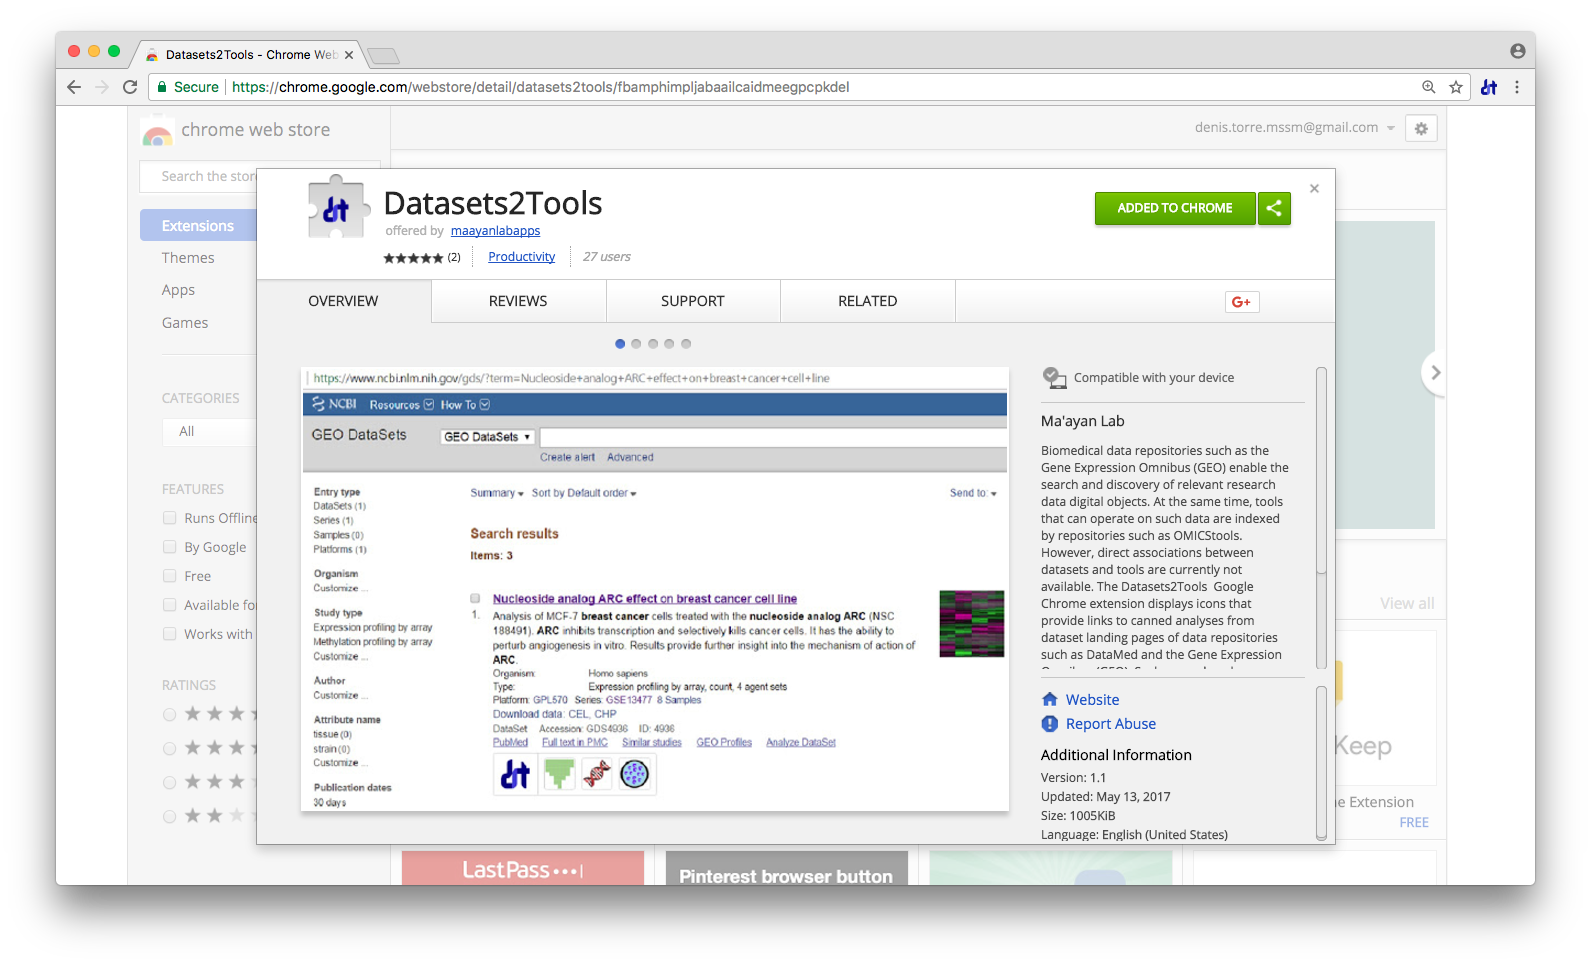 Datasets2Tools - Chrome Web
Secure
https://chrome.google.com/webstore/detail/datasets2tools/fbamphimpljabaailcaidmeegpcpkdel
chrome web store
denis.torre.mssm@gmail.com
Search the store
Extensions
Themes
Apps
Games
CATEGORIES
All
FEATURES
Runs Offline
By Google
Free
Available fo
Works with
RATINGS
Datasets2Tools
offered by maayanlabapps
(2)
Productivity
27 users
ADDED TO CHROME
OVERVIEW
REVIEWS
SUPPORT
RELATED
G+
https://www.ncbi.nlm.nih.gov/gds/?term=Nucleoside+analog+ARC+effect+on+breast+cancer+cell+line
NCBI Resources How To
GEO DataSets
GEO DataSets
Create alert Advanced
Entry type
DataSets (1)
Series (1)
Samples (0)
Platforms (1)
Organism
Customize ...
Study type
Expression profiling by array
Methylation profiling by array
Customize ...
Author
Customize ...
Attribute name
tissue (0)
strain (0)
Customize ...
Publication dates
30 days
Summary Sort by Default order
Send to:
Search results
Items: 3
Nucleoside analog ARC effect on breast cancer cell line
1. Analysis of MCF-7 breast cancer cells treated with the nucleoside analog ARC (NSC
188491). ARC inhibits transcription and selectively kills cancer cells. It has the ability to
perturb angiogenesis in vitro. Results provide further insight into the mechanism of action of
ARC.
Organism: Homo sapiens
Type: Expression profiling by array, count, 4 agent sets
Platform: GPL570 Series: GSE13477 8 Samples
Download data: CEL, CHP
DataSet Accession: GDS4936 ID: 4936
PubMed Full text in PMC Similar studies GEO Profiles Analyze DataSet
Compatible with your device
Ma'ayan Lab
Biomedical data repositories such as the
Gene Expression Omnibus (GEO) enable the
search and discovery of relevant research
data digital objects. At the same time, tools
that can operate on such data are indexed
by repositories such as OMICStools.
However, direct associations between
datasets and tools are currently not
available. The Datasets2Tools Google
Chrome extension displays icons that
provide links to canned analyses from
dataset landing pages of data repositories
such as DataMed and the Gene Expression
Website
Report Abuse
Additional Information
Version: 1.1
Updated: May 13, 2017
Size: 1005KiB
Language: English (United States)
View all
Keep
e Extension
FREE
LastPass
Pinterest browser button